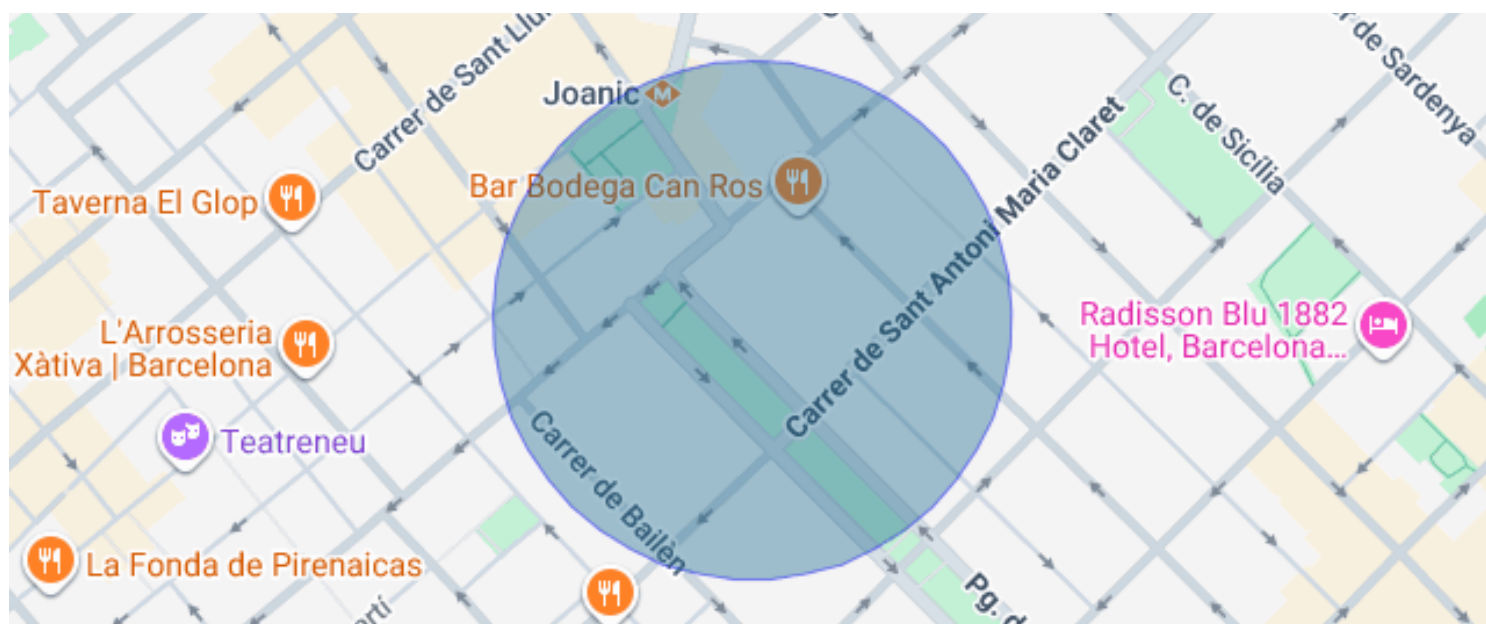 Carrer de Sant Llu
Joanic
M
de Sardenya
C. de Sicília
Taverna El Glop
Bar Bodega Can Ros
Carrer de Sant Antoni Maria Claret
L'Arrosseria
Xàtiva | Barcelona
Radisson Blu 1882
Hotel, Barcelona...
Teatreneu
Carrer de Bailèn
La Fonda de Pirenaicas
Pg. d
rtí